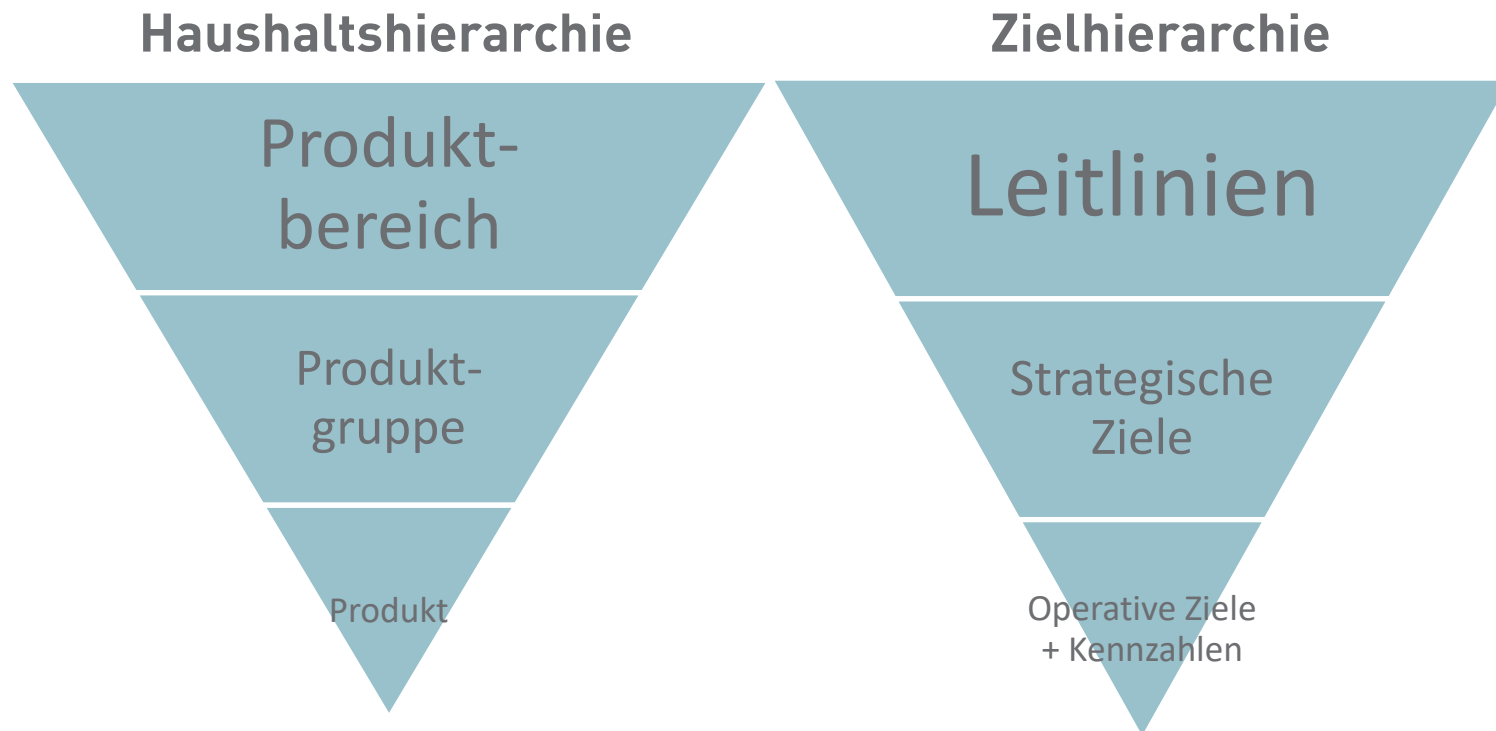 Haushaltshierarchie
Produkt-
bereich
Produkt-
gruppe
Produkt
Zielhierarchie
Leitlinien
Strategische
Ziele
Operative Ziele
+ Kennzahlen